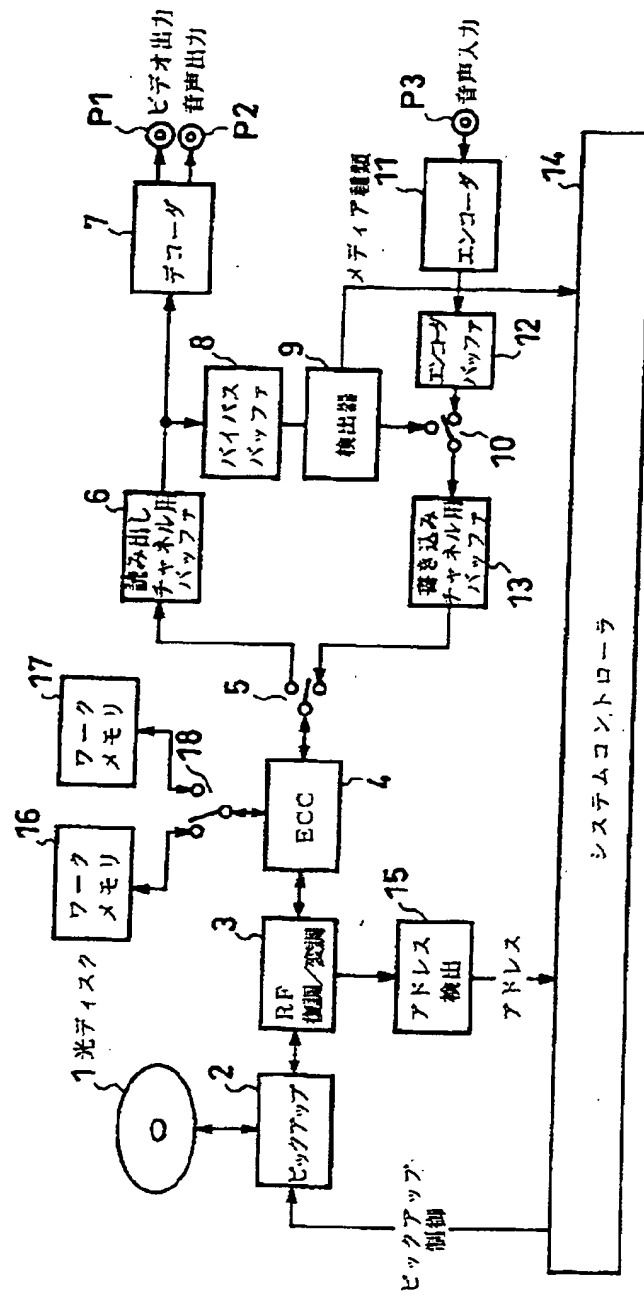 1 光ディスク
2
ピックアップ
ピックアップ
制御
3
RF
復調/変調
15
アドレス
検出
アドレス
4
ECC
16
ワーク
メモリ
17
ワーク
メモリ
18
5
6
読み出し
チャネル用
バッファ
7
デコーダ
P1
ビデオ出力
P2
音声出力
8
バイパス
バッファ
9
検出器
メディア種類
10
P3
音声入力
11
エンコーダ
12
エンコーダ
バッファ
13
書き込み
チャネル用
バッファ
14
システムコントローラ